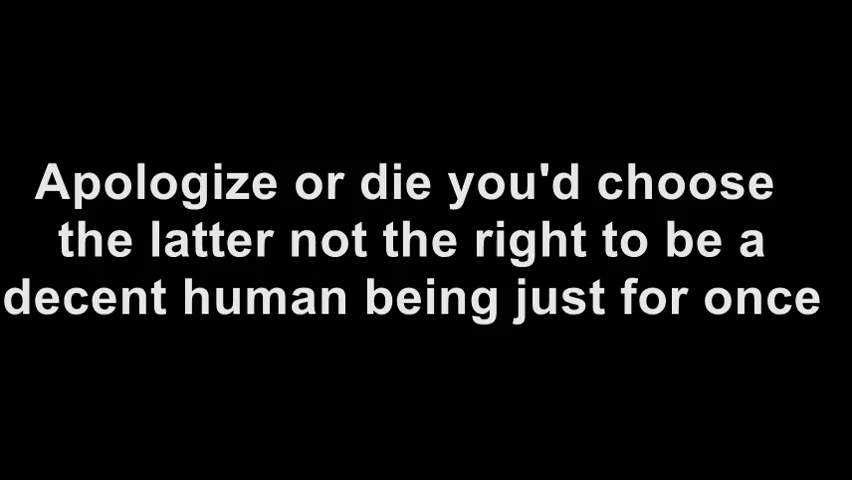 Apologize or die you'd choose
the latter not the right to be a
decent human being just for once